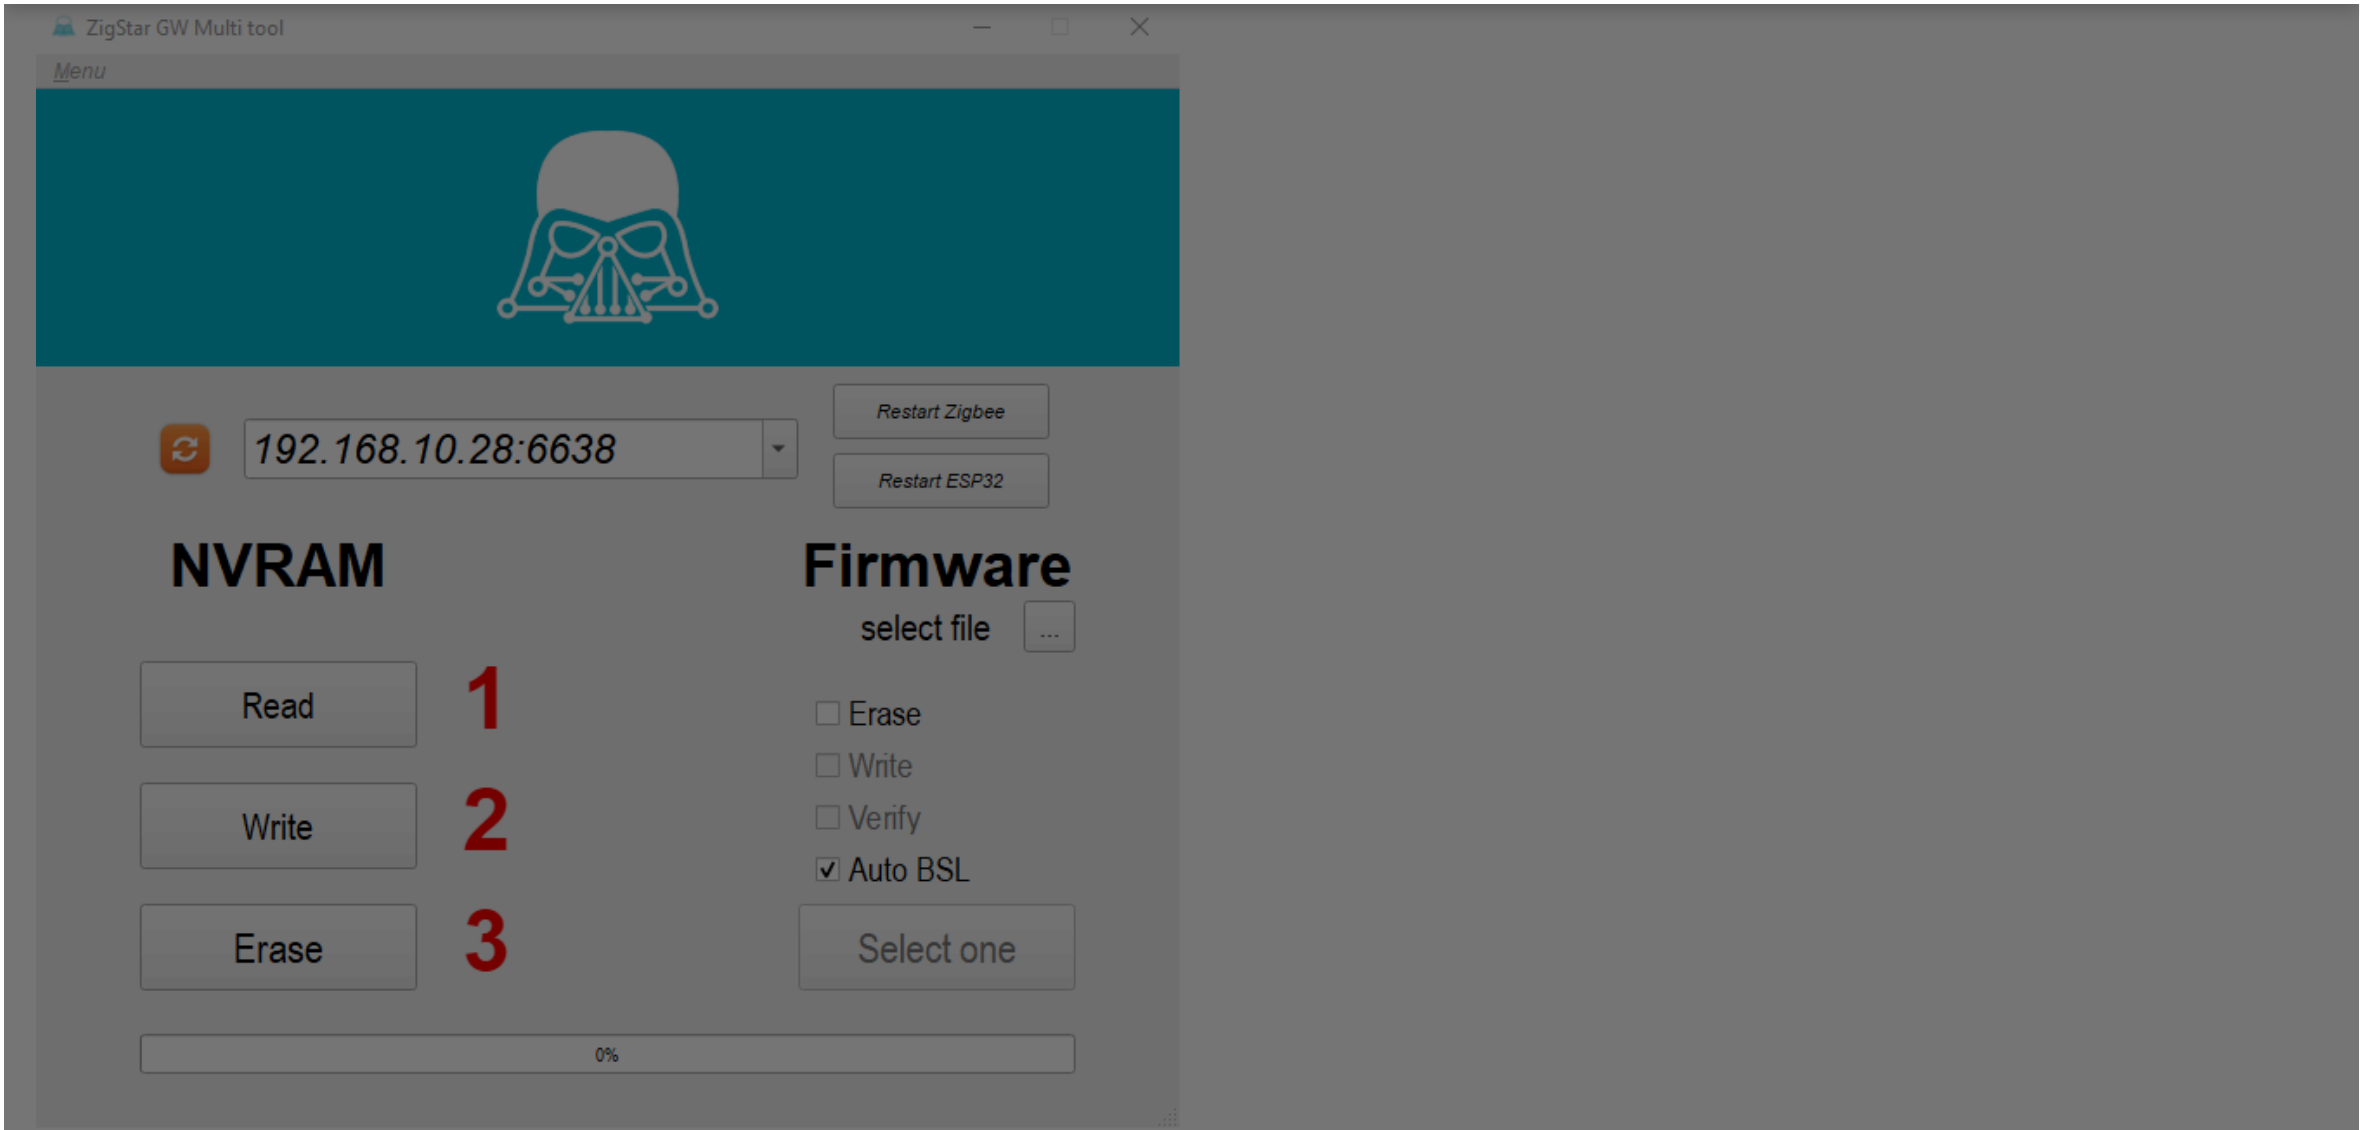 ZigStar GW Multi tool
Menu
192.168.10.28:6638
Restart Zigbee
Restart ESP32
NVRAM
Firmware
select file
...
Read
1
Erase
Write
Write
2
Verify
Auto BSL
Erase
3
Select one
0%